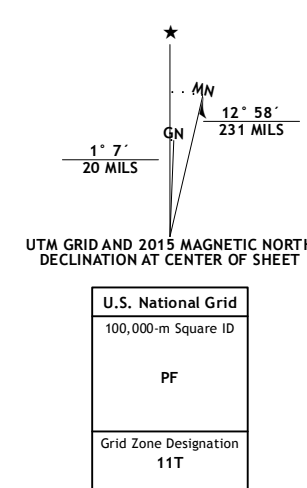 ★
MN
12° 58´
231 MILS
GN
1° 7´
20 MILS
UTM GRID AND 2015 MAGNETIC NORTH
DECLINATION AT CENTER OF SHEET
U.S. National Grid
100,000-m Square ID
PF
Grid Zone Designation
11T